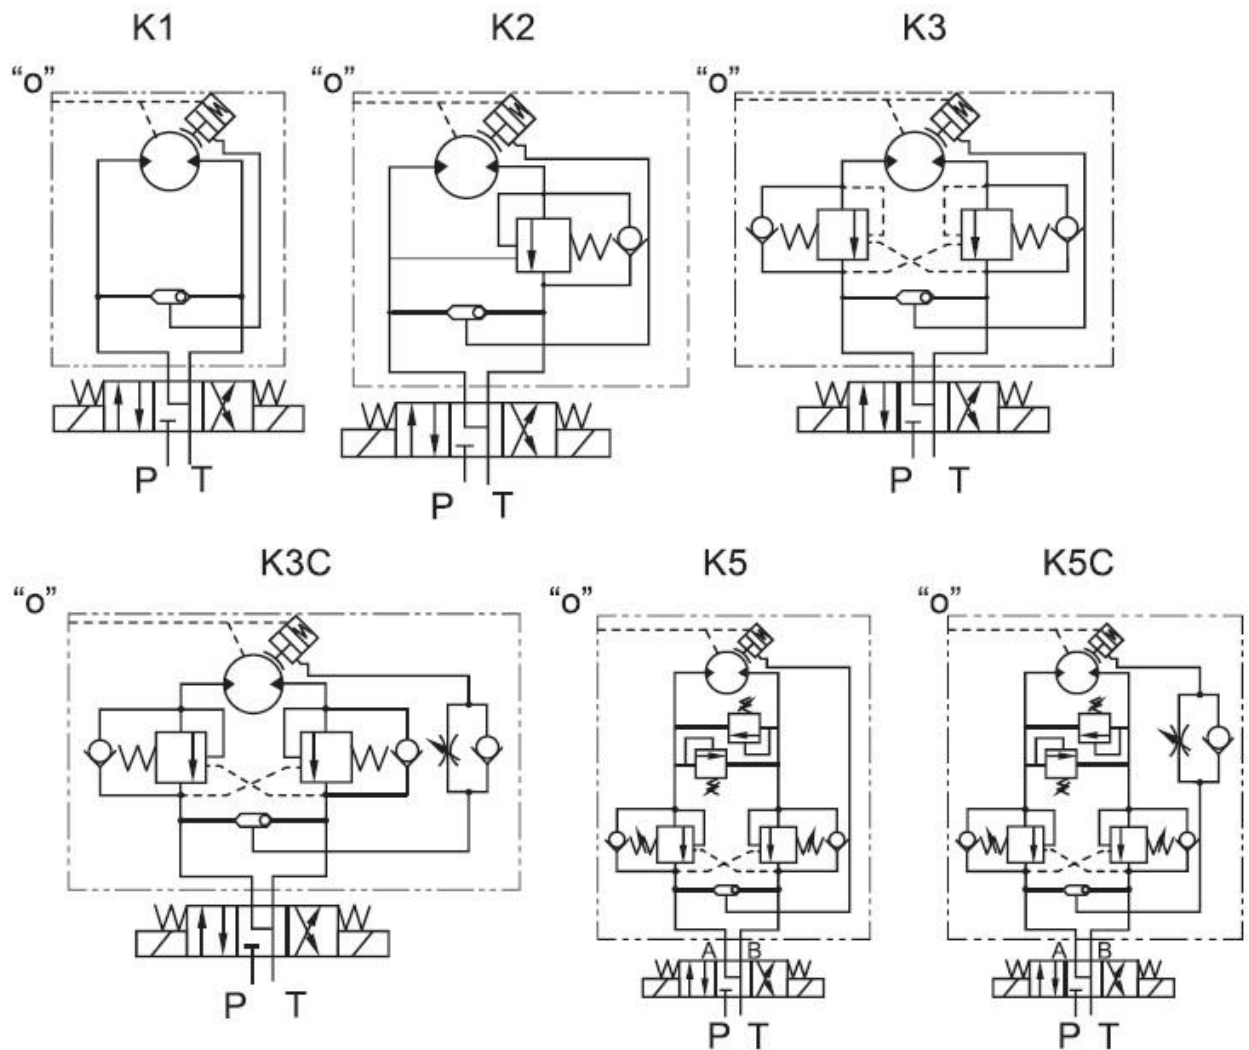 K1 K2 K3
“o” “o” “o”
P T P T P T
K3C K5 K5C
“o” “o” “o”
A B A B
P T P T P T